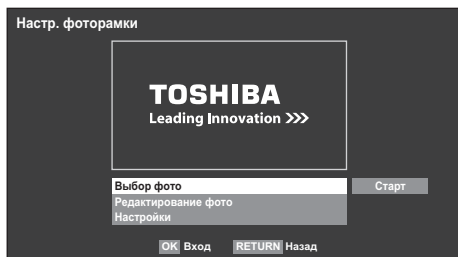 Настр. фоторамки
TOSHIBA
Leading Innovation >>>
Выбор фото
Старт
Редактирование фото
Настройки
OK Вход RETURN Назад